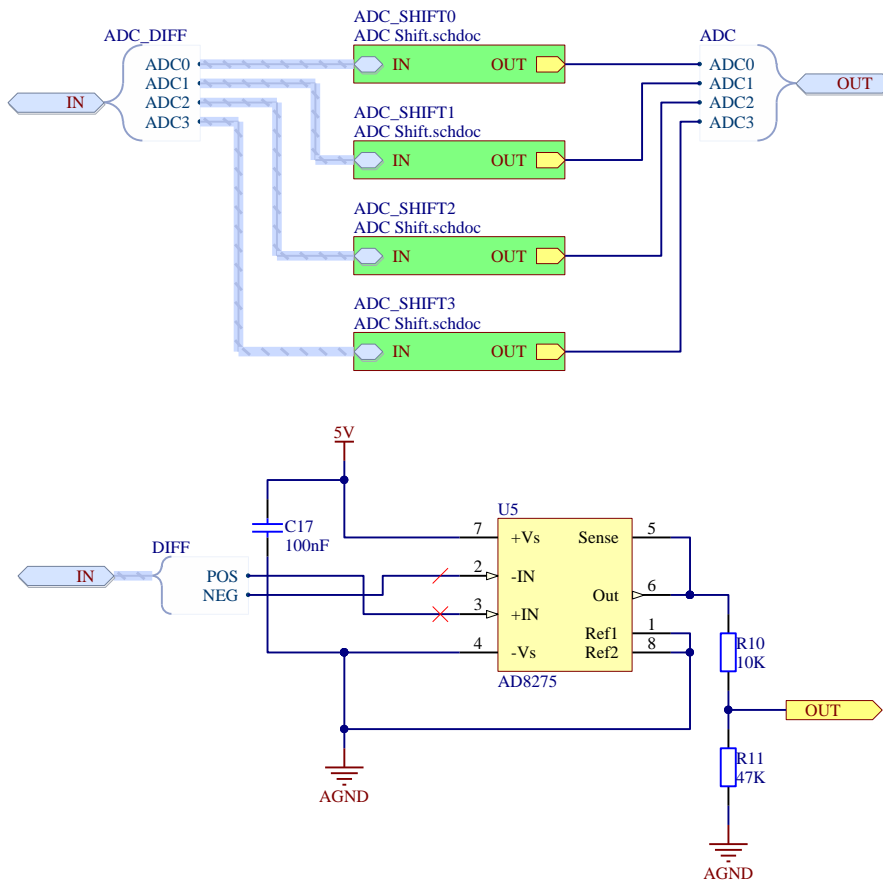 ADC_SHIFT0
ADC_DIFF
ADC Shift.schdoc
ADC
ADC0
IN
OUT
ADC0
ADC1
ADC1
IN
OUT
ADC2
ADC2
ADC3
ADC_SHIFT1
ADC3
ADC Shift.schdoc
IN
OUT
ADC_SHIFT2
ADC Shift.schdoc
IN
OUT
ADC_SHIFT3
ADC Shift.schdoc
IN
OUT
5V
U5
C17
100nF
7
+Vs
Sense
5
DIFF
IN
POS
2
-IN
NEG
Out
6
3
+IN
Ref1
1
4
-Vs
Ref2
8
R10
10K
AD8275
OUT
R11
47K
AGND
AGND